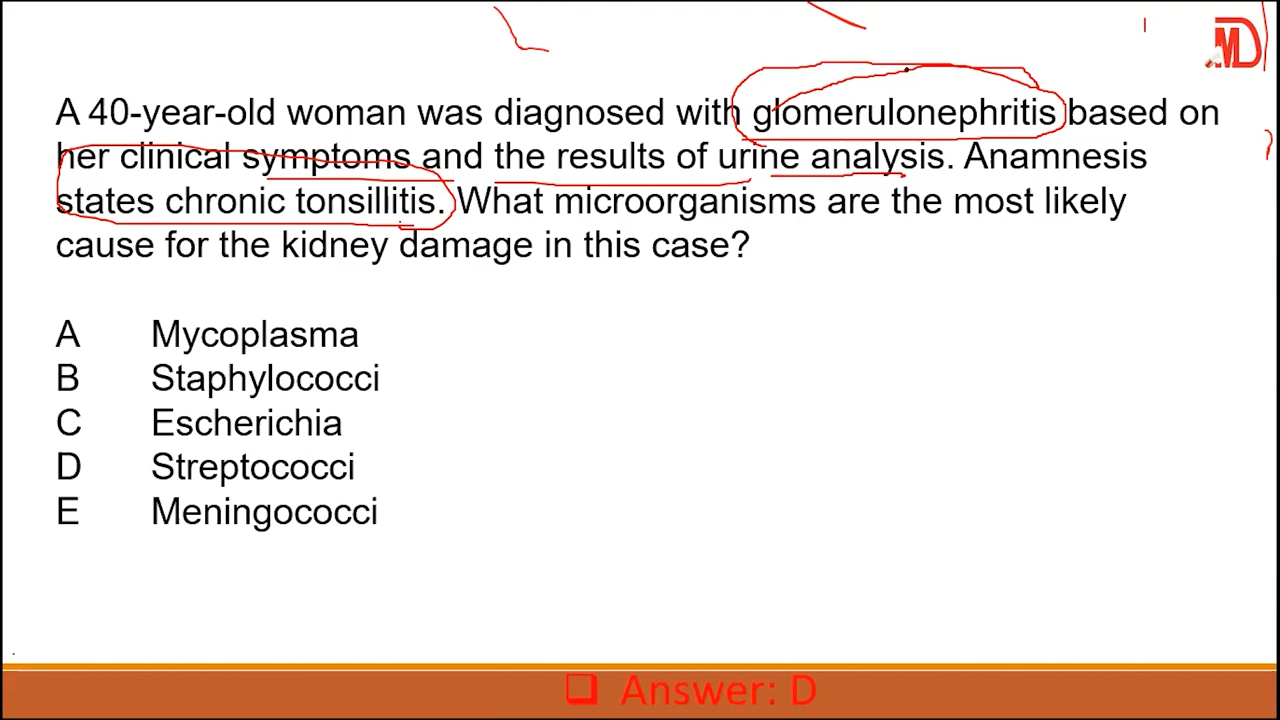 MD
A 40-year-old woman was diagnosed with glomerulonephritis based on
her clinical symptoms and the results of urine analysis. Anamnesis
states chronic tonsillitis. What microorganisms are the most likely
cause for the kidney damage in this case?
A Mycoplasma
B Staphylococci
C Escherichia
D Streptococci
E Meningococci
❑ Answer: D